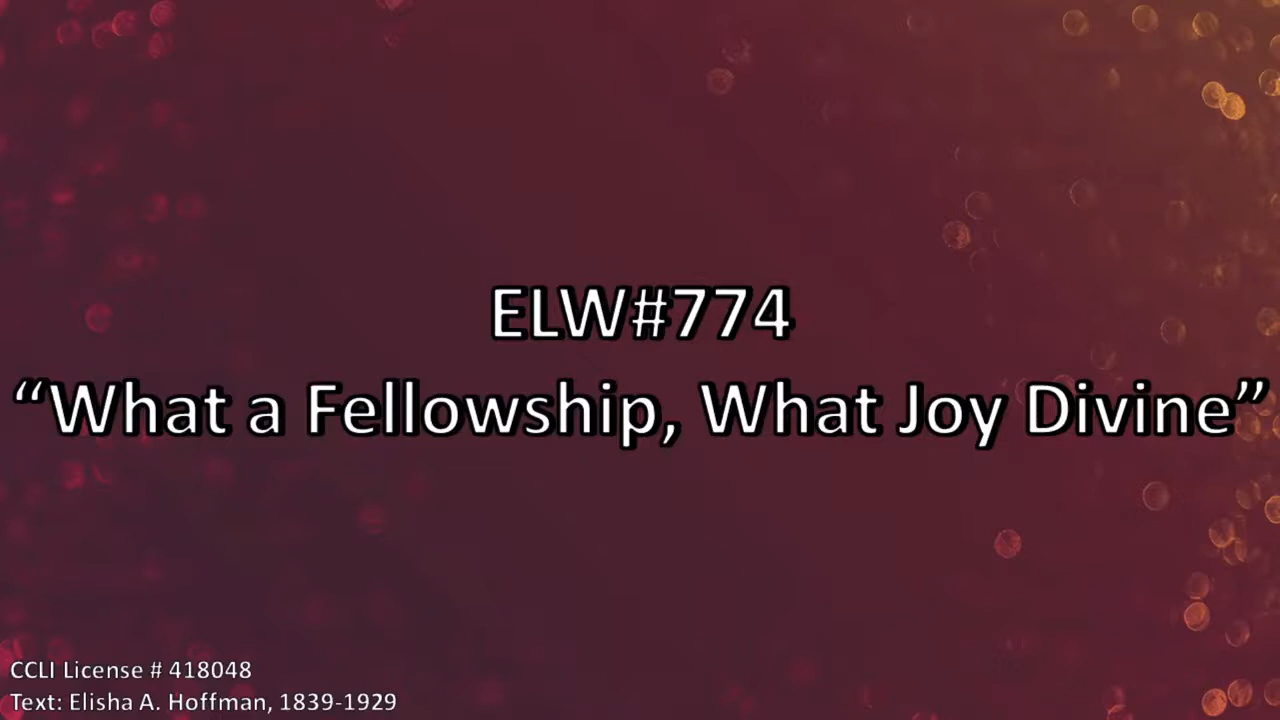 ELW#774
“What a Fellowship, What Joy Divine”
CCLI License # 418048
Text: Elisha A. Hoffman, 1839-1929